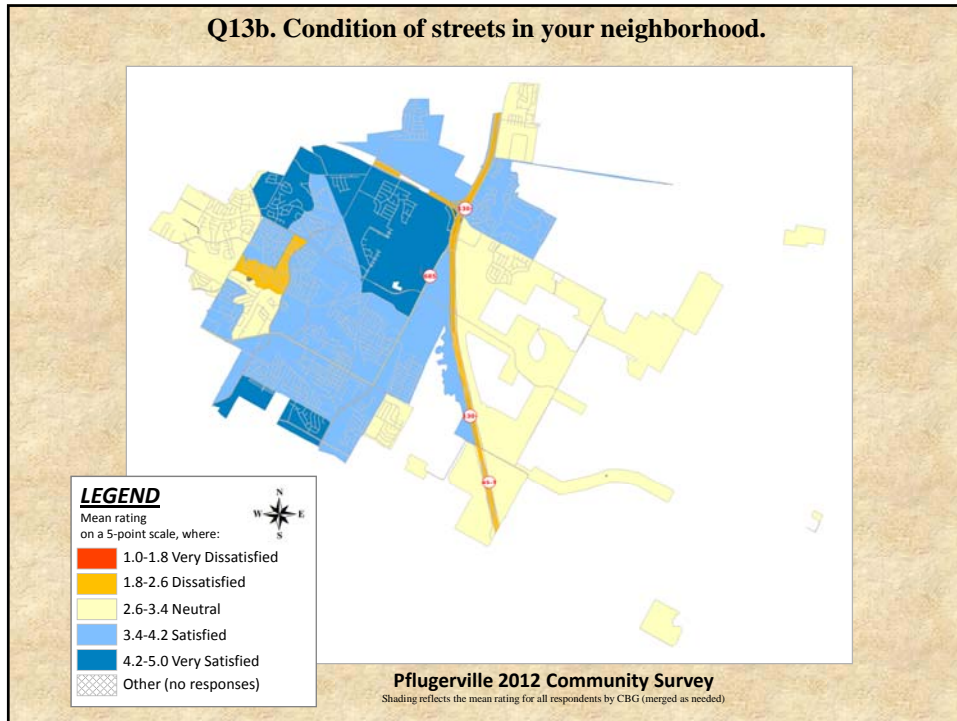 Q13b. Condition of streets in your neighborhood.
130
685
130
LEGEND
Mean rating
on a 5-point scale, where:
N
W E
S
1.0-1.8 Very Dissatisfied
1.8-2.6 Dissatisfied
2.6-3.4 Neutral
3.4-4.2 Satisfied
4.2-5.0 Very Satisfied
Other (no responses)
Pflugerville 2012 Community Survey
Shading reflects the mean rating for all respondents by CBG (merged as needed)